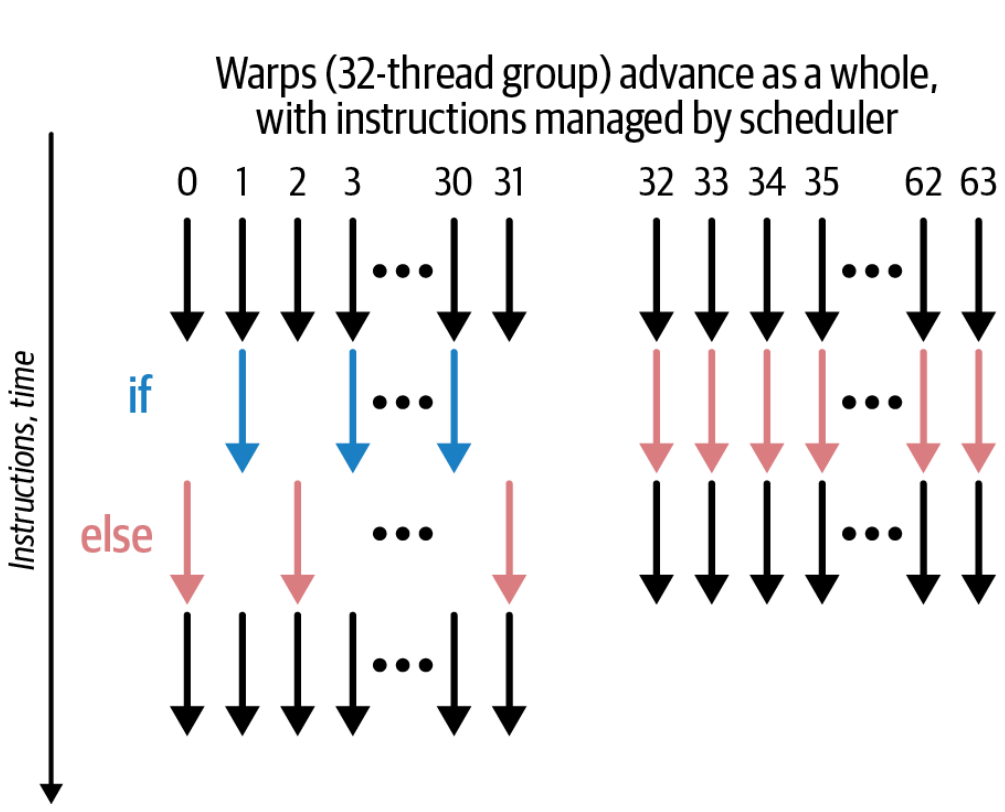 Warps (32-thread group) advance as a whole,
with instructions managed by scheduler
0 1 2 3 ••• 30 31 32 33 34 35 ••• 62 63
if
else
Instructions, time